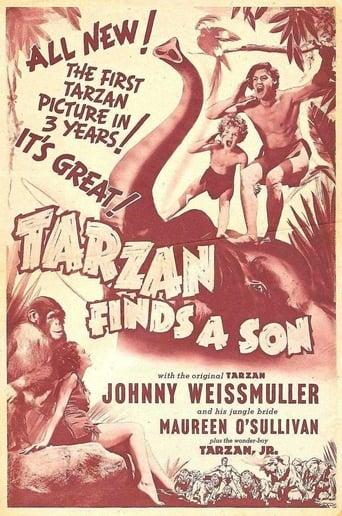 ALL NEW!
THE FIRST
TARZAN
PICTURE IN
3 YEARS!
IT'S GREAT!
TARZAN
FINDS A SON
with the original TARZAN
JOHNNY WEISSMULLER
and his jungle bride
MAUREEN O'SULLIVAN
plus the wonder-boy
TARZAN, JR.